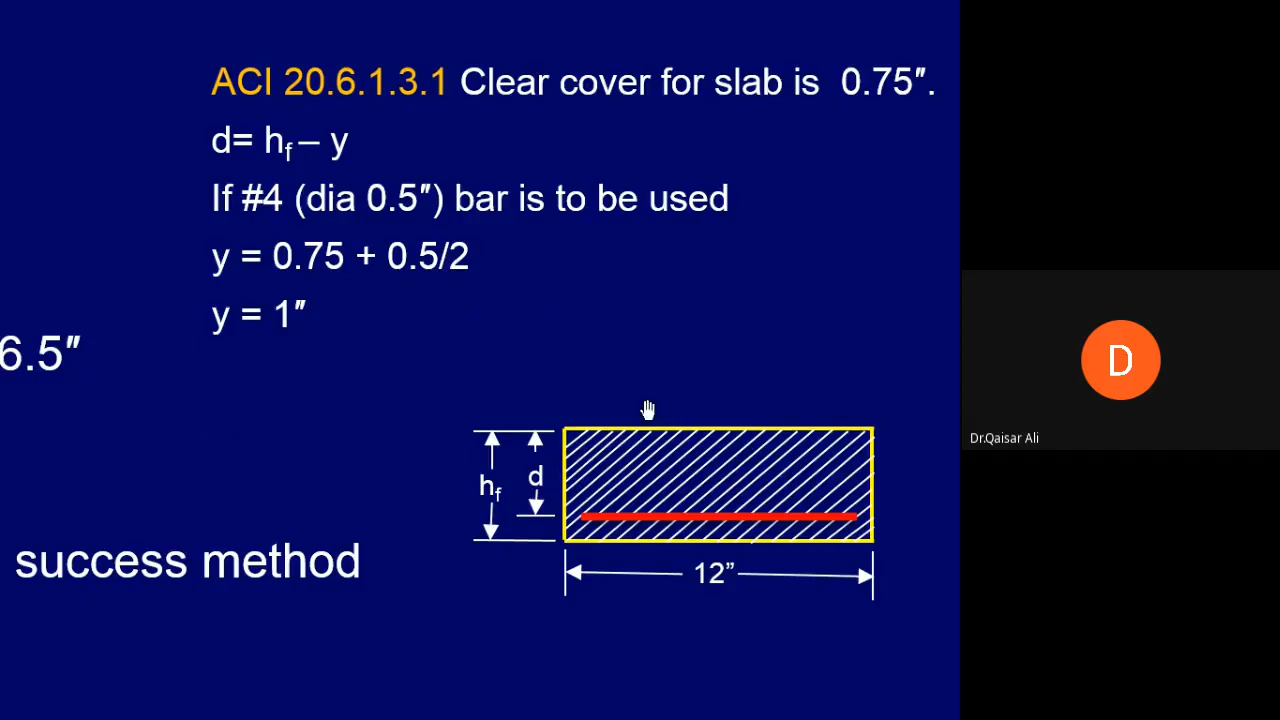 ACI 20.6.1.3.1 Clear cover for slab is 0.75″.
d= hf – y
If #4 (dia 0.5″) bar is to be used
y = 0.75 + 0.5/2
y = 1″
6.5″
success method
hf
d
12”
D
Dr.Qaisar Ali